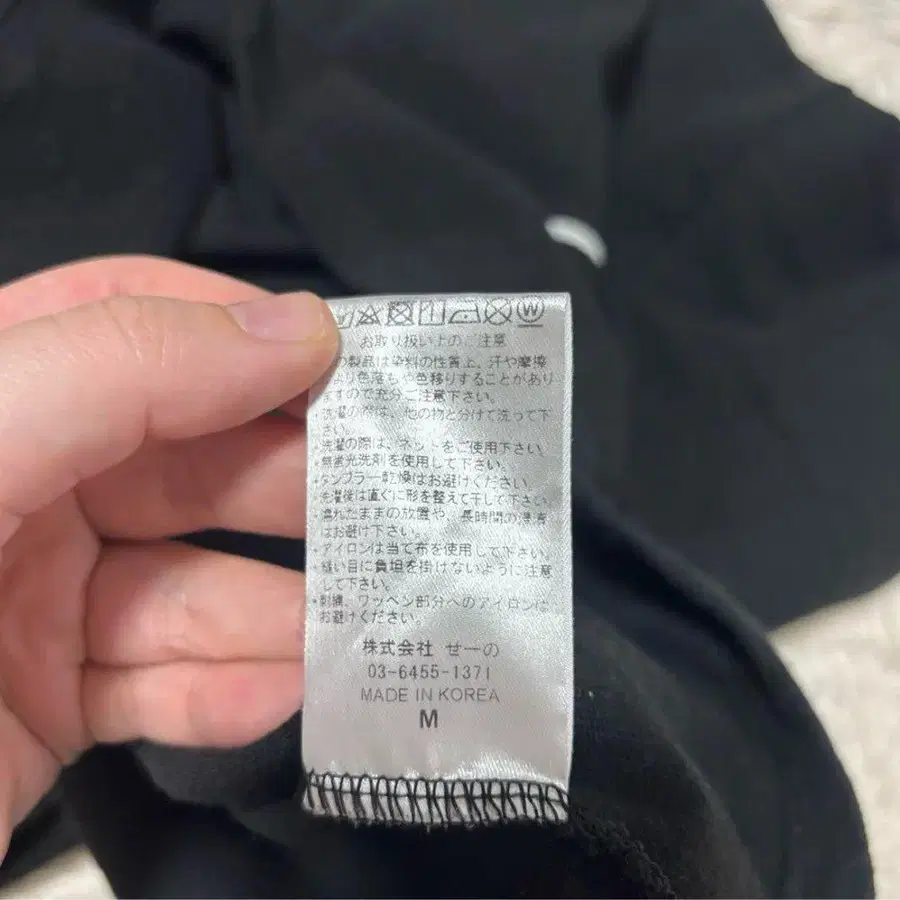 W
お取り扱い上のご注意
の製品は染料の性質上、汗や摩擦
より色落ちや色移りすることがあり
ますので充分ご注意下さい。
洗濯の際は、他の物と分けて洗って下
さい。
・洗濯の際は、ネットをご使用下さい。
・無蛍光洗剤を使用して下さい。
・タンブラー乾燥はお避けください。
・洗濯後は直ぐに形を整えて干して下さい。
・濡れたままの放置や、長時間の浸漬
はお避け下さい。
・アイロンは当て布を使用して下さい。
・縫い目に負担を掛けないように注意
して下さい。
・刺繍、ワッペン部分へのアイロンは
お避けください。
株式会社 せーの
03-6455-1371
MADE IN KOREA
M